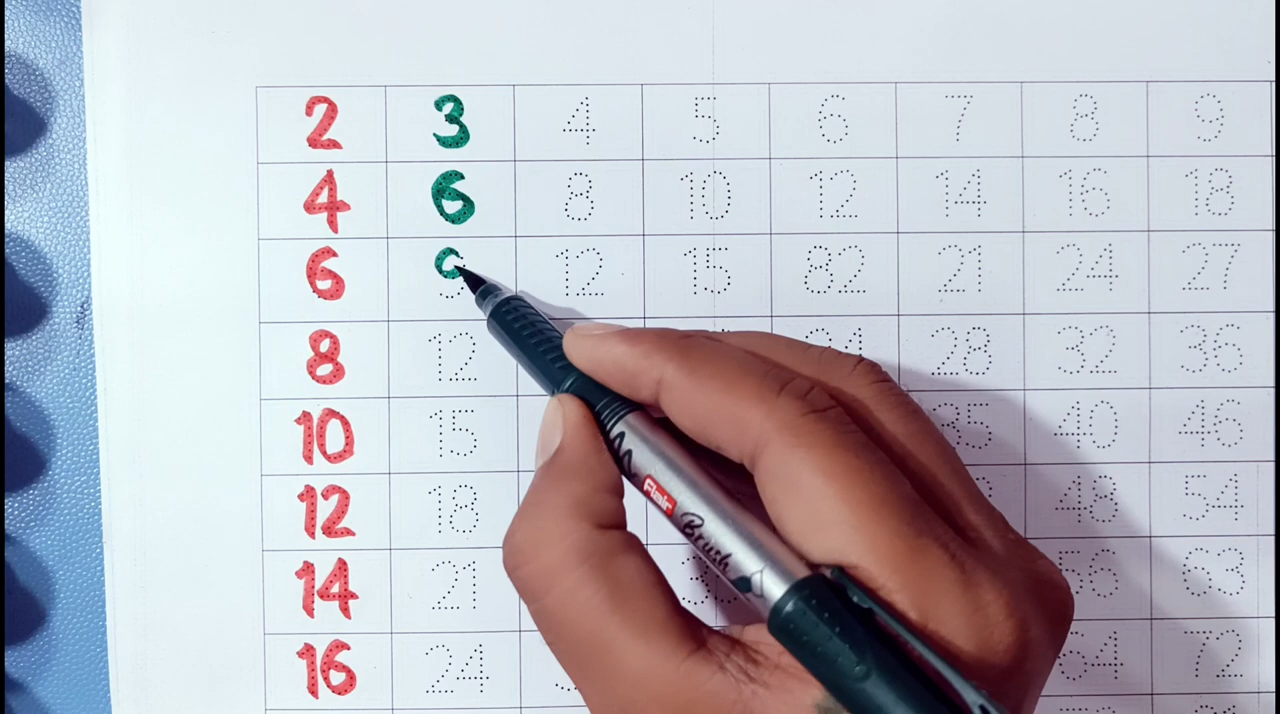 2 3 4 5 6 7 8 9
4 6 8 10 12 14 16 18
6 9 12 15 82 21 24 27
8 12 28 32 36
10 15 35 40 46
12 18 48 54
14 21 56 63
16 24 64 72
Flair
Brush